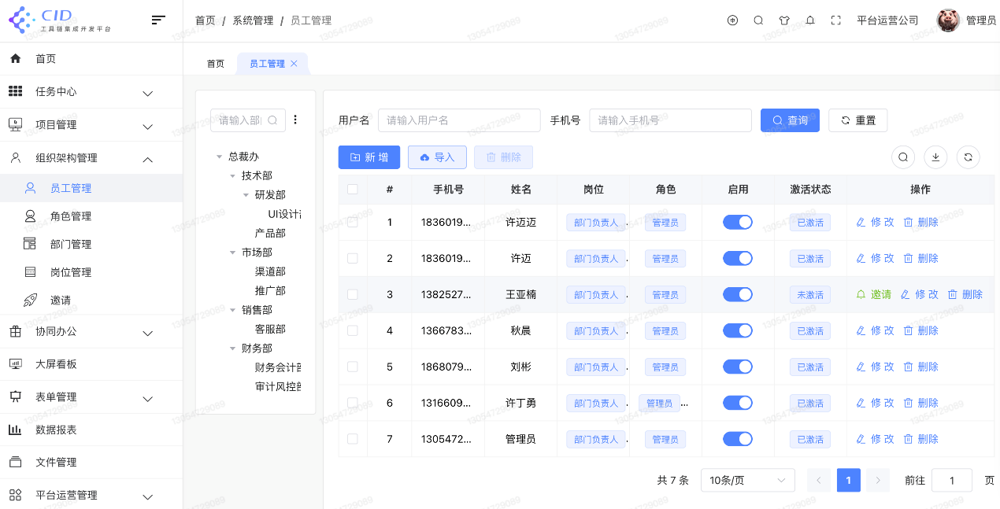 CID
工具链集成开发平台
首页 / 系统管理 / 员工管理
平台运营公司
管理员
首页
任务中心
项目管理
组织架构管理
员工管理
角色管理
部门管理
岗位管理
邀请
协同办公
大屏看板
表单管理
数据报表
文件管理
平台运营管理
首页 员工管理
请输入部
总裁办
技术部
研发部
UI设计
产品部
市场部
渠道部
推广部
销售部
客服部
财务部
财务会计部
审计风控部
用户名 请输入用户名 手机号 请输入手机号 查询 重置
新增 导入 删除
# 手机号 姓名 岗位 角色 启用 激活状态 操作
1 1836019... 许迈迈 部门负责人 管理员 已激活 修改 删除
2 1836019... 许迈 部门负责人 管理员 已激活 修改 删除
3 1382527... 王亚楠 部门负责人 管理员 未激活 邀请 修改 删除
4 1366783... 秋晨 部门负责人 管理员 已激活 修改 删除
5 1868079... 刘彬 部门负责人 管理员 已激活 修改 删除
6 1316609... 许丁勇 部门负责人 管理员 ... 已激活 修改 删除
7 1305472... 管理员 部门负责人 管理员 已激活 修改 删除
共 7 条 10条/页 1 前往 1 页
13054729089